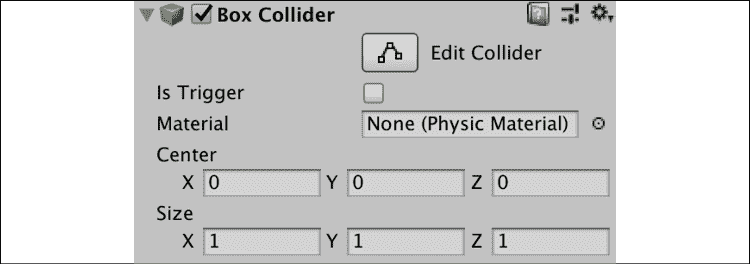 Box Collider
Edit Collider
Is Trigger
Material None (Physic Material)
Center
X 0 Y 0 Z 0
Size
X 1 Y 1 Z 1